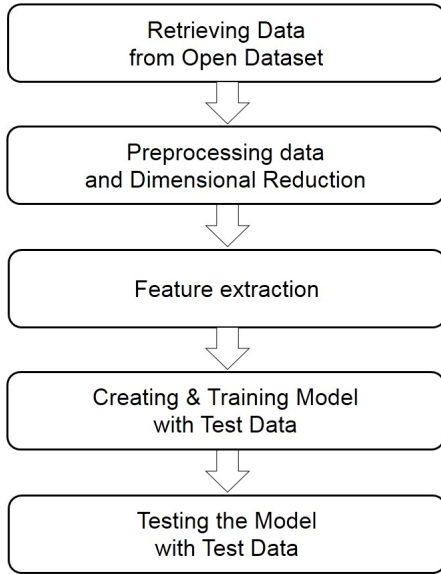 Retrieving Data
from Open Dataset
Preprocessing data
and Dimensional Reduction
Feature extraction
Creating & Training Model
with Test Data
Testing the Model
with Test Data